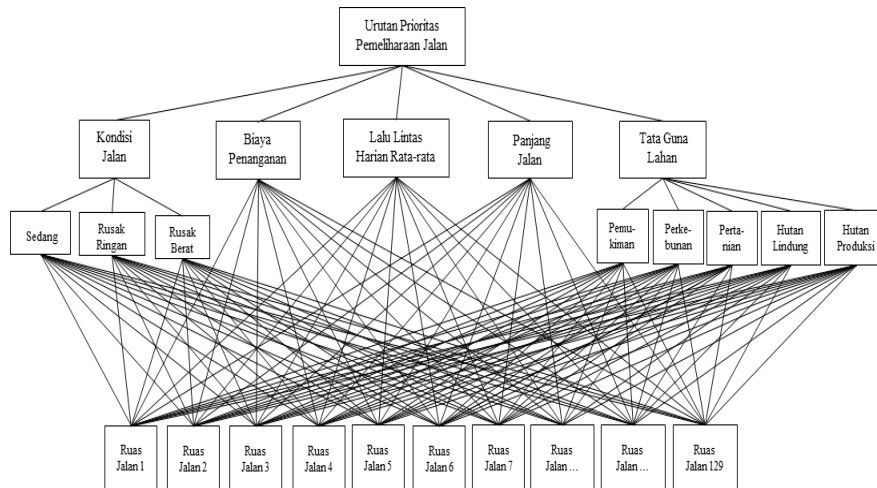 Urutan Prioritas
Pemeliharaan Jalan
Kondisi
Jalan
Biaya
Penanganan
Lalu Lintas
Harian Rata-rata
Panjang
Jalan
Tata Guna
Lahan
Sedang
Rusak
Ringan
Rusak
Berat
Pemu-
kiman
Perke-
bunan
Perta-
nian
Hutan
Lindung
Hutan
Produksi
Ruas
Jalan 1
Ruas
Jalan 2
Ruas
Jalan 3
Ruas
Jalan 4
Ruas
Jalan 5
Ruas
Jalan 6
Ruas
Jalan 7
Ruas
Jalan ...
Ruas
Jalan ...
Ruas
Jalan 129